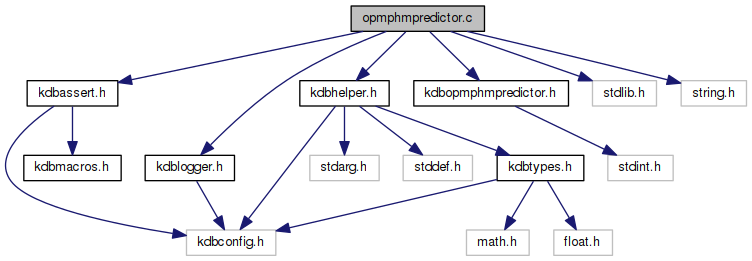 opmphmpredictor.c
kdbassert.h
kdbhelper.h
kdbopmphmpredictor.h
stdlib.h
string.h
kdbmacros.h
kdblogger.h
stdarg.h
stddef.h
kdbtypes.h
stdint.h
kdbconfig.h
math.h
float.h